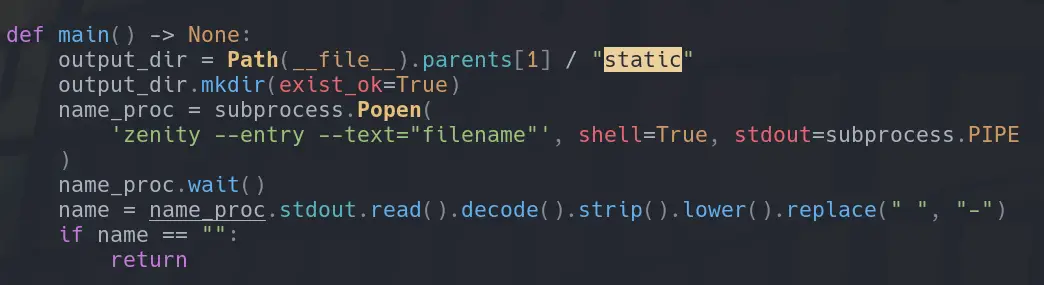 def main() -> None:
    output_dir = Path(__file__).parents[1] / "static"
    output_dir.mkdir(exist_ok=True)
    name_proc = subprocess.Popen(
        'zenity --entry --text="filename"', shell=True, stdout=subprocess.PIPE
    )
    name_proc.wait()
    name = name_proc.stdout.read().decode().strip().lower().replace(" ", "-")
    if name == "":
        return